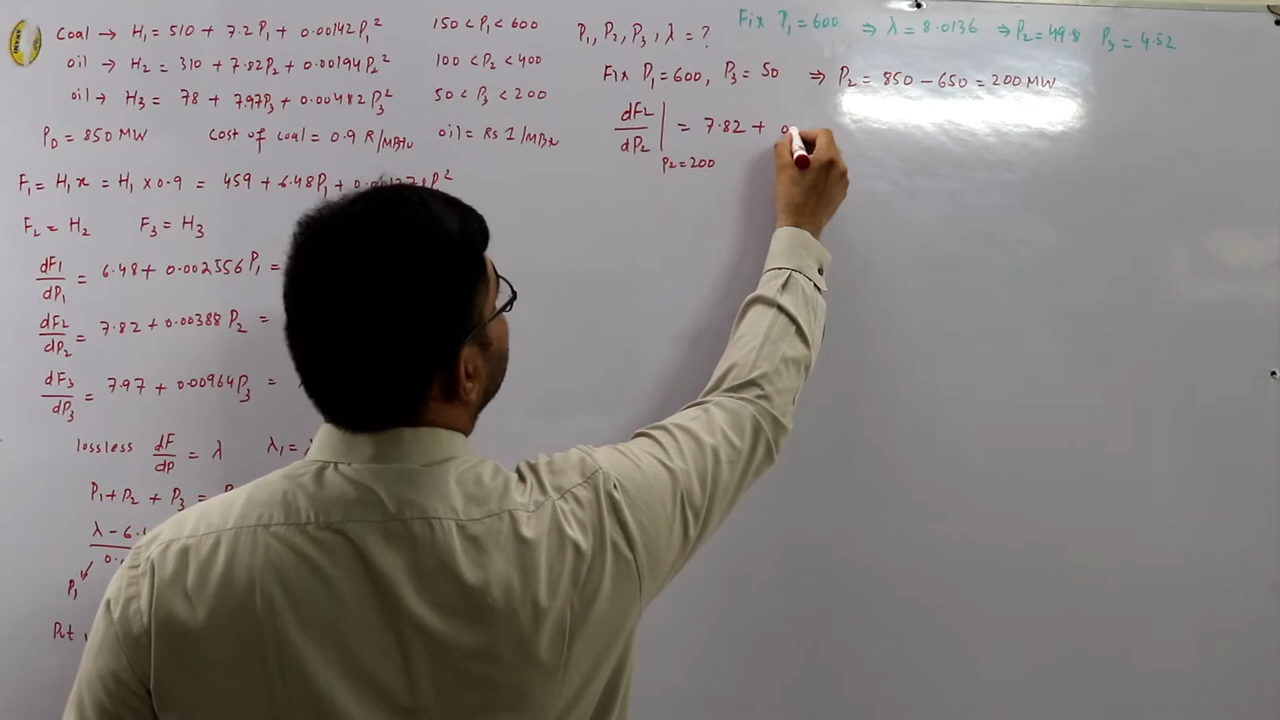 coal → H₁ = 510 + 7.2 P₁ + 0.00142 P₁² 150 < P₁ < 600
oil → H₂ = 310 + 7.82P₂ + 0.00194 P₂² 100 < P₂ < 400
oil → H₃ = 78 + 7.97P₃ + 0.00482 P₃² 50 < P₃ < 200
P_D = 850 MW Cost of coal = 0.9 R/MBtu oil = Rs 1/MBtu
F₁ = H₁ x = H₁ × 0.9 = 459 + 6.48P₁ + P₁²
F₂ = H₂ F₃ = H₃
dF₁/dP₁ = 6.48 + 0.002556 P₁ =
dF₂/dP₂ = 7.82 + 0.00388 P₂ =
dF₃/dP₃ = 7.97 + 0.00964 P₃ =
lossless dF/dP = λ λ₁ =
P₁ + P₂ + P₃ =
λ - 6.
0.
P₁
Put
P₁, P₂, P₃, λ = ?
Fix P₁ = 600 ⇒ λ = 8.0136 ⇒ P₂ = 49.8 P₃ = 4.52
Fix P₁ = 600, P₃ = 50 ⇒ P₂ = 850 - 650 = 200 MW
dF₂/dP₂ | P₂ = 200 = 7.82 + 0